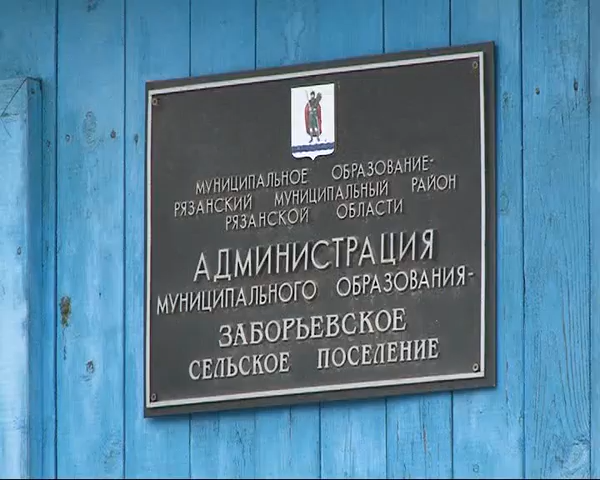 МУНИЦИПАЛЬНОЕ ОБРАЗОВАНИЕ-
РЯЗАНСКИЙ МУНИЦИПАЛЬНЫЙ РАЙОН
РЯЗАНСКОЙ ОБЛАСТИ
АДМИНИСТРАЦИЯ
МУНИЦИПАЛЬНОГО ОБРАЗОВАНИЯ-
ЗАБОРЬЕВСКОЕ
СЕЛЬСКОЕ ПОСЕЛЕНИЕ